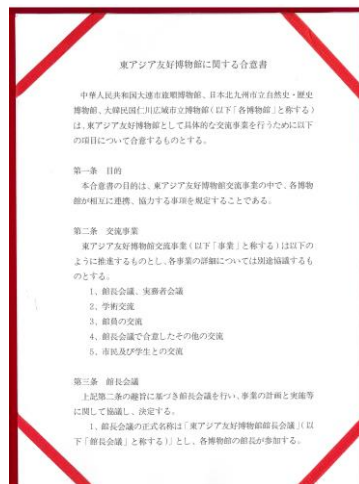 東アジア友好博物館に関する合意書
中華人民共和国大連市旅順博物館、日本北九州市立自然史・歴史
博物館、大韓民国仁川広域市立博物館(以下「各博物館」と称する)
は、東アジア友好博物館として具体的な交流事業を行うために以下
の項目について合意するものとする。
第一条 目的
本合意書の目的は、東アジア友好博物館交流事業の中で、各博物
館が相互に連携、協力する事項を規定することである。
第二条 交流事業
東アジア友好博物館交流事業(以下「事業」と称する)は以下の
ように推進するものとし、各事業の詳細については別途協議するも
のとする。
1、館長会議、実務者会議
2、学術交流
3、館員の交流
4、館長会議で合意したその他の交流
5、市民及び学生との交流
第三条 館長会議
上記第二条の趣旨に基づき館長会議を行い、事業の計画と実施等
に関して協議し、決定する。
1、館長会議の正式名称は「東アジア友好博物館館長会議」(以
下「館長会議」と称する)とし、各博物館の館長が参加する。